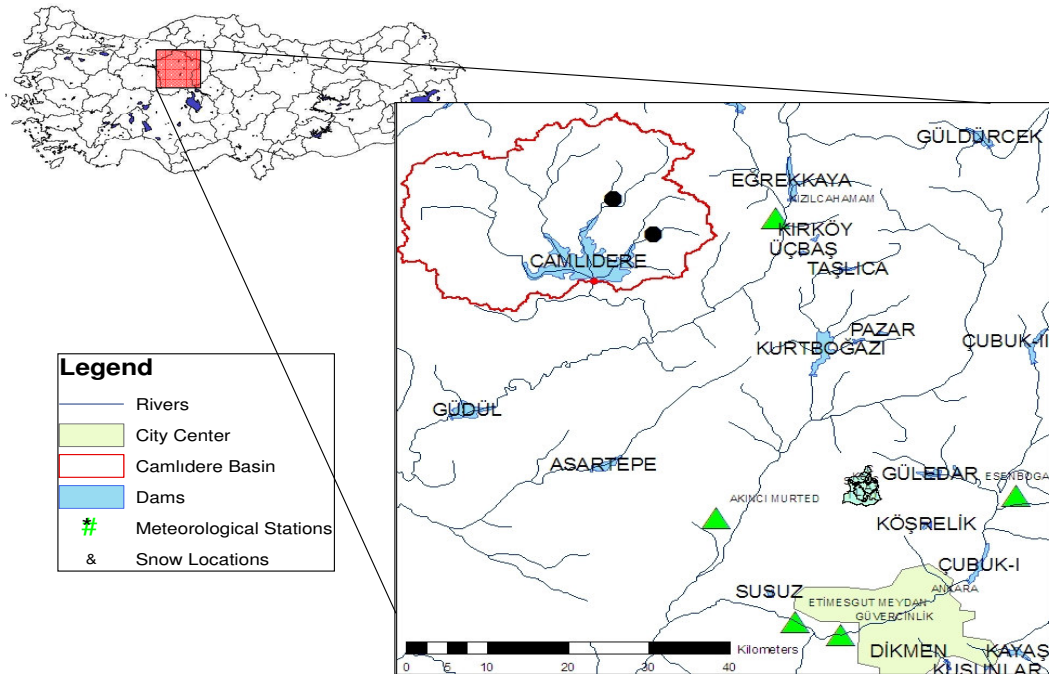 GÜLDÜRCEK
EGREKKAYA
KIZILCAHAMAM
KIRKÖY
ÜÇBAŞ
TAŞLICA
CAMLIDERE
PAZAR
KURTBOĞAZI
ÇUBUK-II
Legend
Rivers
City Center
Camlıdere Basin
Dams
*
# Meteorological Stations
& Snow Locations
GÜDÜL
ASARTEPE
GÜLEDAR
ESENBOGA
AKINCI MURTED
KÖŞRELİK
ÇUBUK-I
ANKARA
SUSUZ
ETİMESGUT MEYDAN
GÜVERCİNLİK
DİKMEN
KAYAŞ
KUSUNLAR
Kilometers
0 5 10 20 30 40